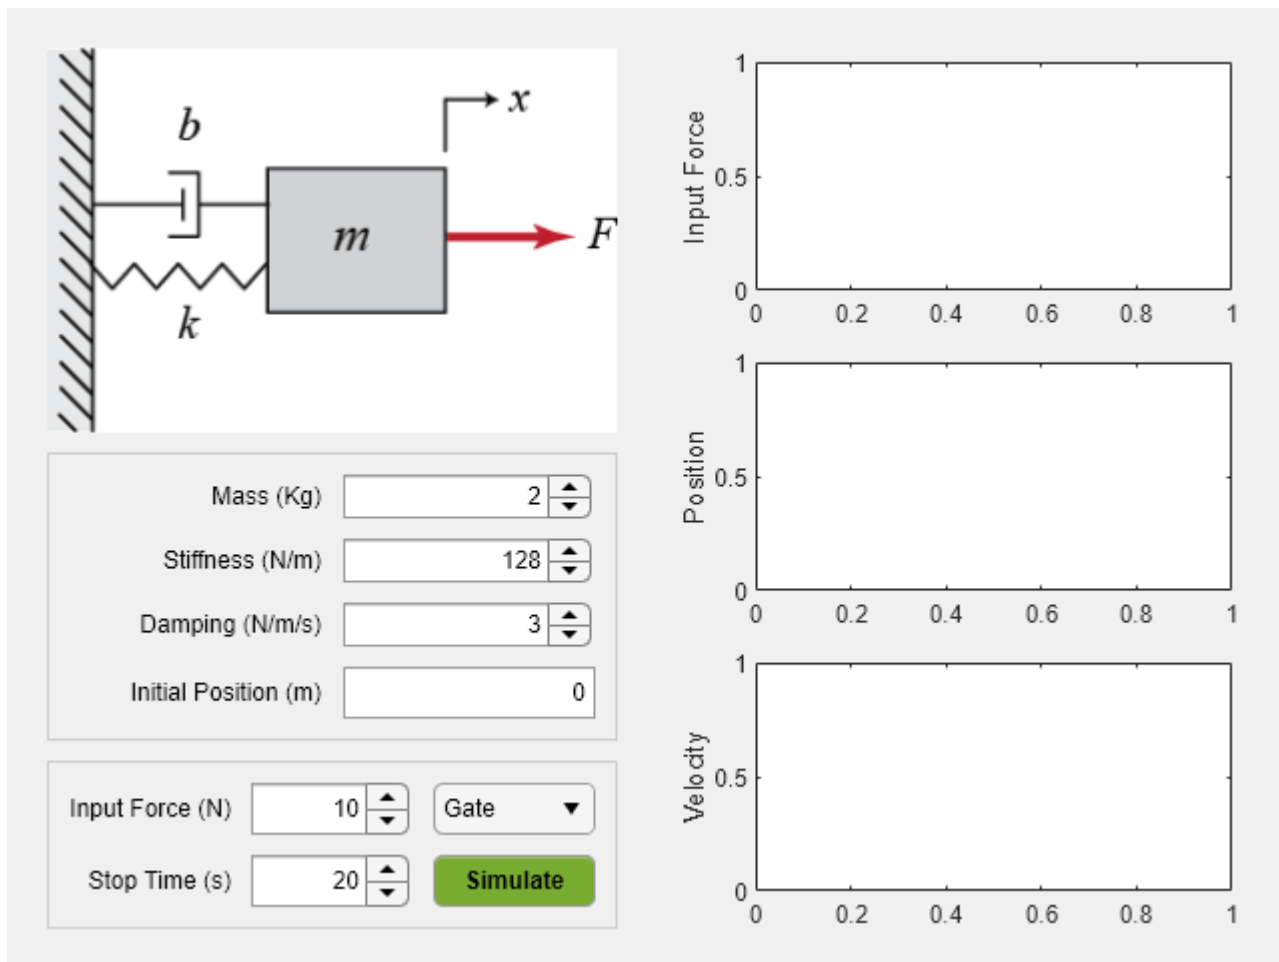 b
x
m
F
k
Mass (Kg) 2
Stiffness (N/m) 128
Damping (N/m/s) 3
Initial Position (m) 0
Input Force (N) 10 Gate
Stop Time (s) 20 Simulate
Input Force
1
0.5
0
0 0.2 0.4 0.6 0.8 1
Position
1
0.5
0
0 0.2 0.4 0.6 0.8 1
Velocity
1
0.5
0
0 0.2 0.4 0.6 0.8 1